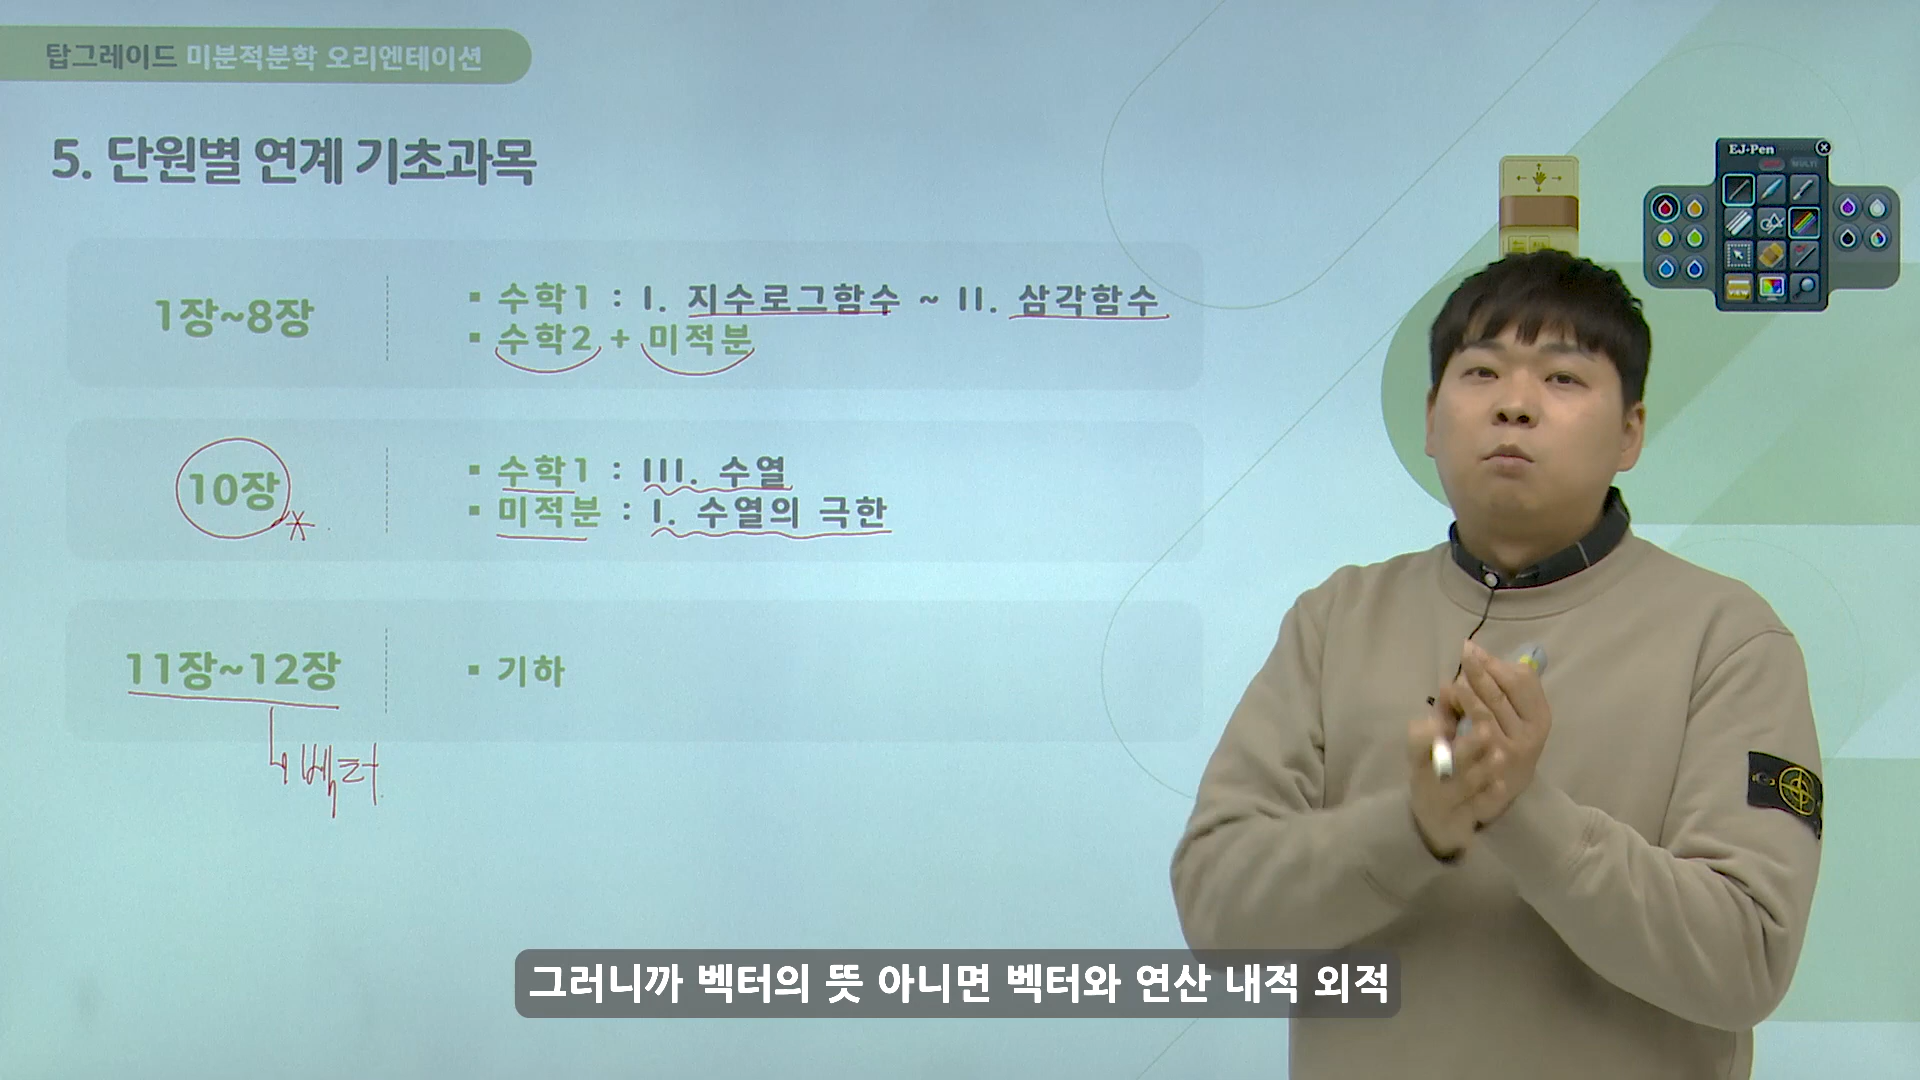 탑그레이드 미분적분학 오리엔테이션
5. 단원별 연계 기초과목
1장~8장
▪ 수학1 : I. 지수로그함수 ~ II. 삼각함수
▪ 수학2 + 미적분
10장
▪ 수학1 : III. 수열
▪ 미적분 : I. 수열의 극한
11장~12장
▪ 기하
벡터
EJ-Pen
MULTI
VIEW
그러니까 벡터의 뜻 아니면 벡터와 연산 내적 외적